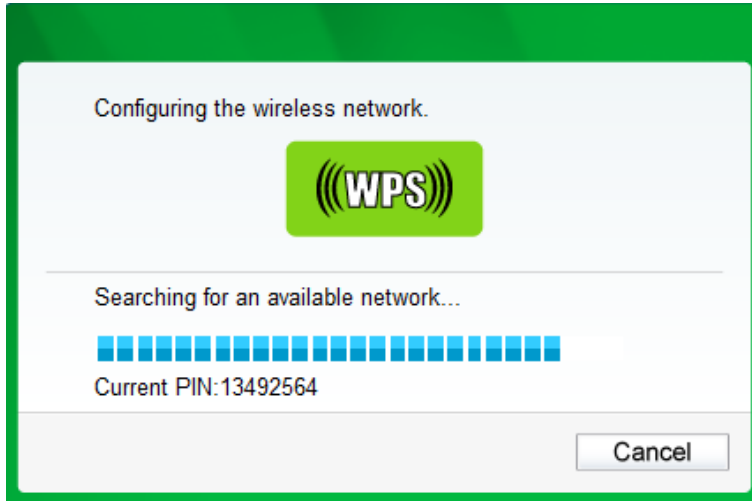 Configuring the wireless network.
WPS
Searching for an available network...
Current PIN:13492564
Cancel